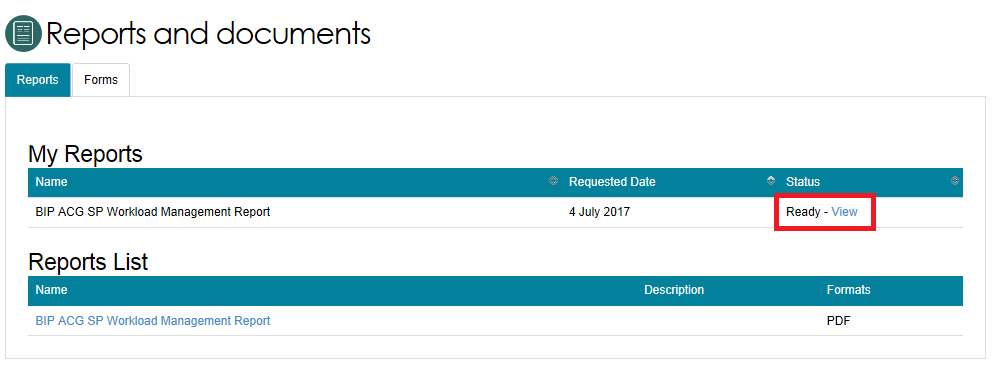 Reports and documents
Reports Forms
My Reports
Name Requested Date Status
BIP ACG SP Workload Management Report 4 July 2017 Ready - View
Reports List
Name Description Formats
BIP ACG SP Workload Management Report PDF